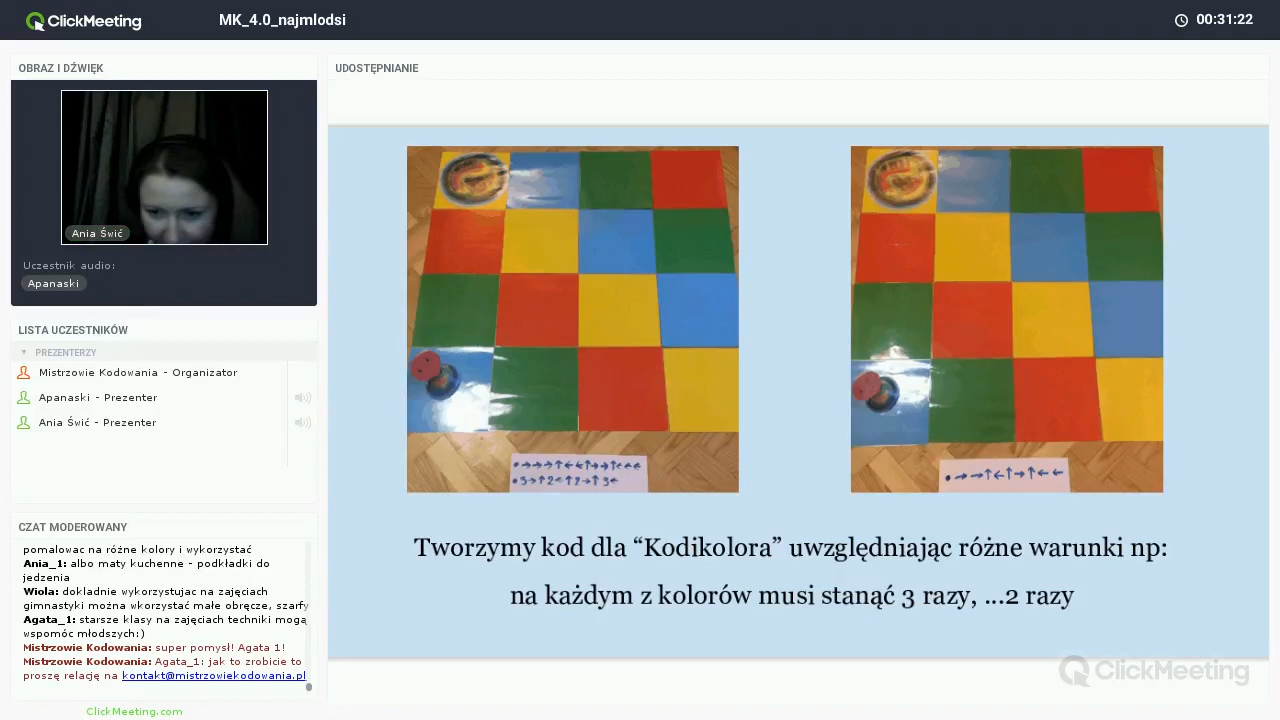 ClickMeeting
MK_4.0_najmlodsi
00:31:22
OBRAZ I DŹWIĘK
Ania Świć
Uczestnik audio:
Apanaski
LISTA UCZESTNIKÓW
PREZENTERZY
Mistrzowie Kodowania - Organizator
Apanaski - Prezenter
Ania Świć - Prezenter
CZAT MODEROWANY
pomalowac na różne kolory i wykorzystać
Ania_1: albo maty kuchenne - podkładki do
jedzenia
Wiola: dokladnie wykorzystujac na zajęciach
gimnastyki można wkorzystać małe obręcze, szarfy
Agata_1: starsze klasy na zajęciach techniki mogą
wspomóc młodszych:)
Mistrzowie Kodowania: super pomysł! Agata 1!
Mistrzowie Kodowania: Agata_1: jak to zrobicie to
proszę relację na kontakt@mistrzowiekodowania.pl
ClickMeeting.com
UDOSTĘPNIANIE
•→→→↑←←↑→→↑←←←
•3→↑2←↑2→↑3←
•→→↑←↑→↑←←
Tworzymy kod dla “Kodikolora” uwzględniając różne warunki np:
na każdym z kolorów musi stanąć 3 razy, ...2 razy
ClickMeeting